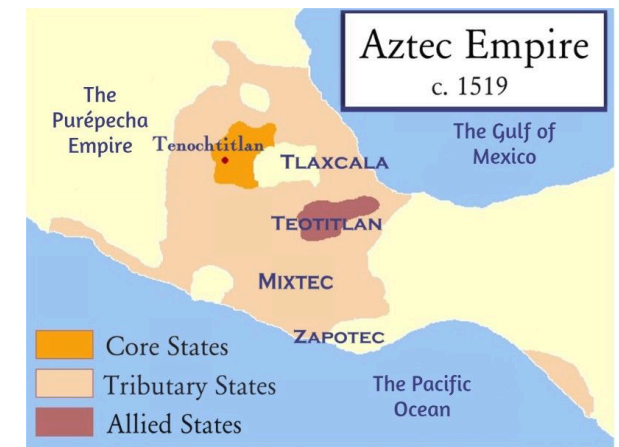 Aztec Empire
c. 1519
The
Purépecha
Empire
The Gulf of
Mexico
Tenochtitlan
TLAXCALA
TEOTITLAN
MIXTEC
ZAPOTEC
The Pacific
Ocean
Core States
Tributary States
Allied States